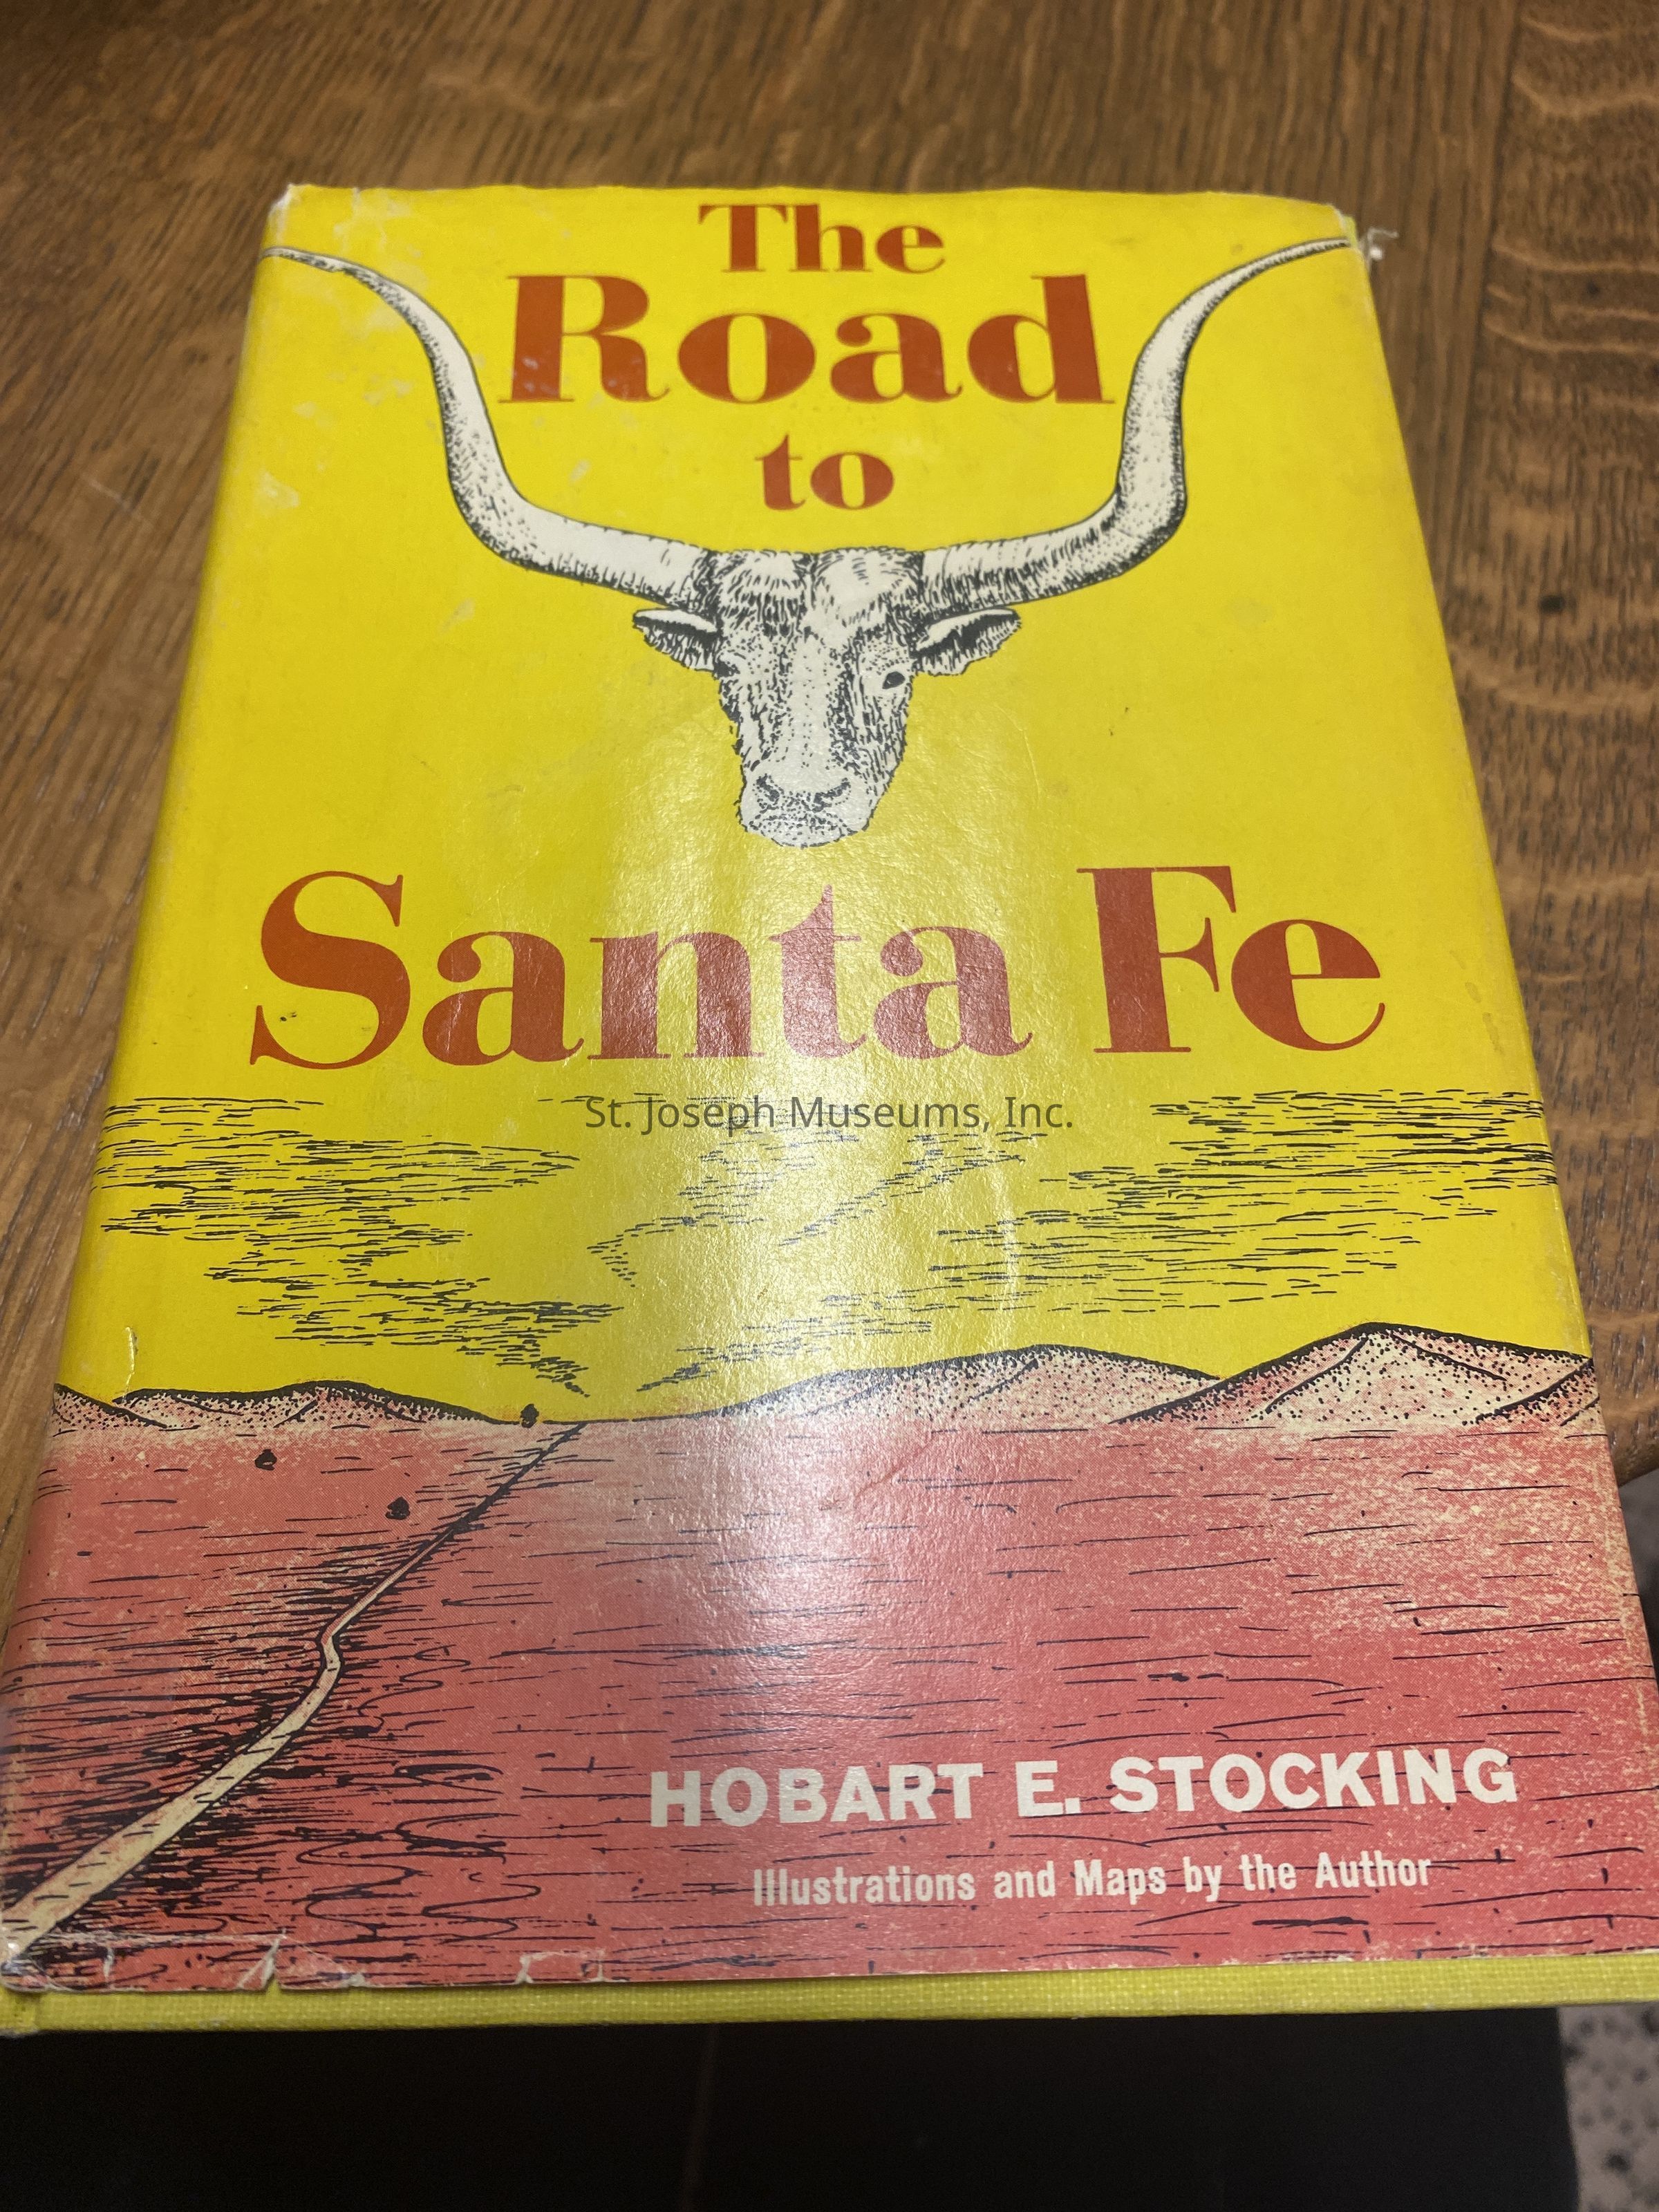 The
Road
to
Santa Fe
St. Joseph Museums, Inc.
HOBART E. STOCKING
Illustrations and Maps by the Author